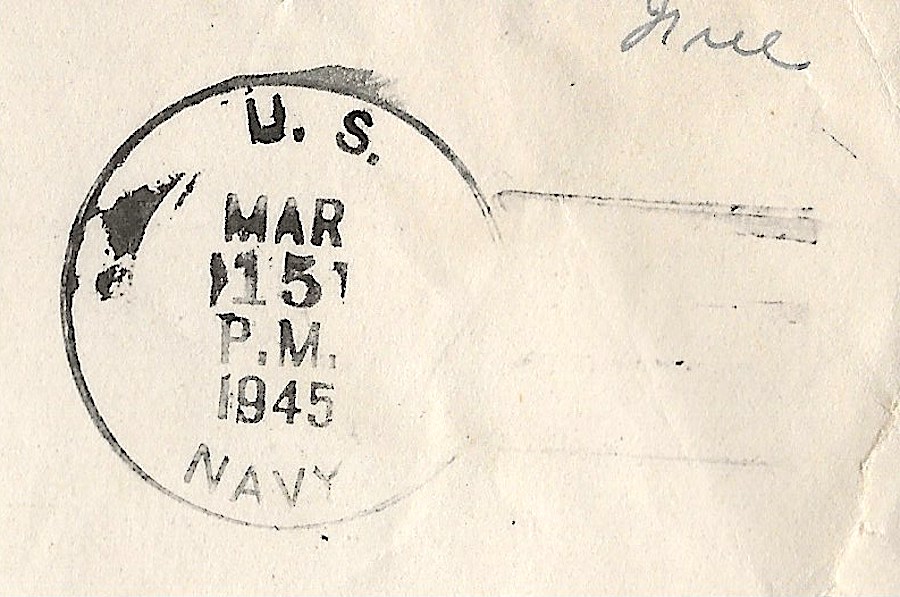 Free
U. S.
MAR
15
P.M.
1945
NAVY